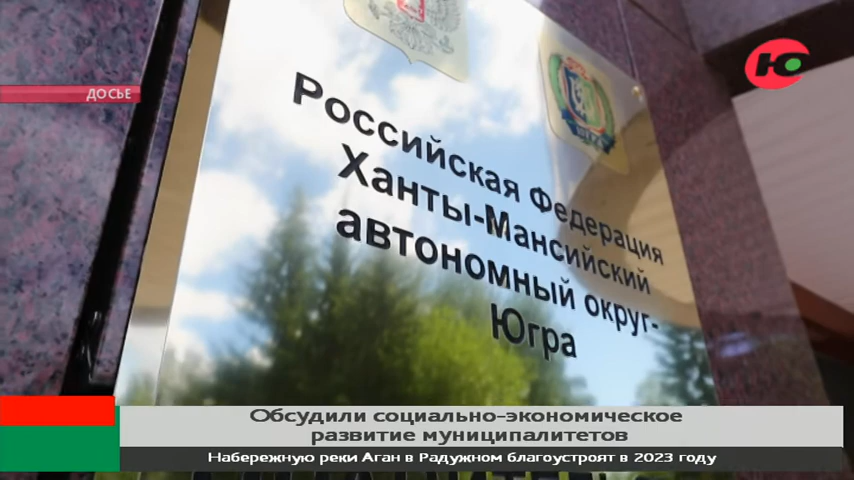 ДОСЬЕ
Ю
Российская Федерация
Ханты-Мансийский
автономный округ-
Югра
Обсудили социально-экономическое
развитие муниципалитетов
Набережную реки Аган в Радужном благоустроят в 2023 году